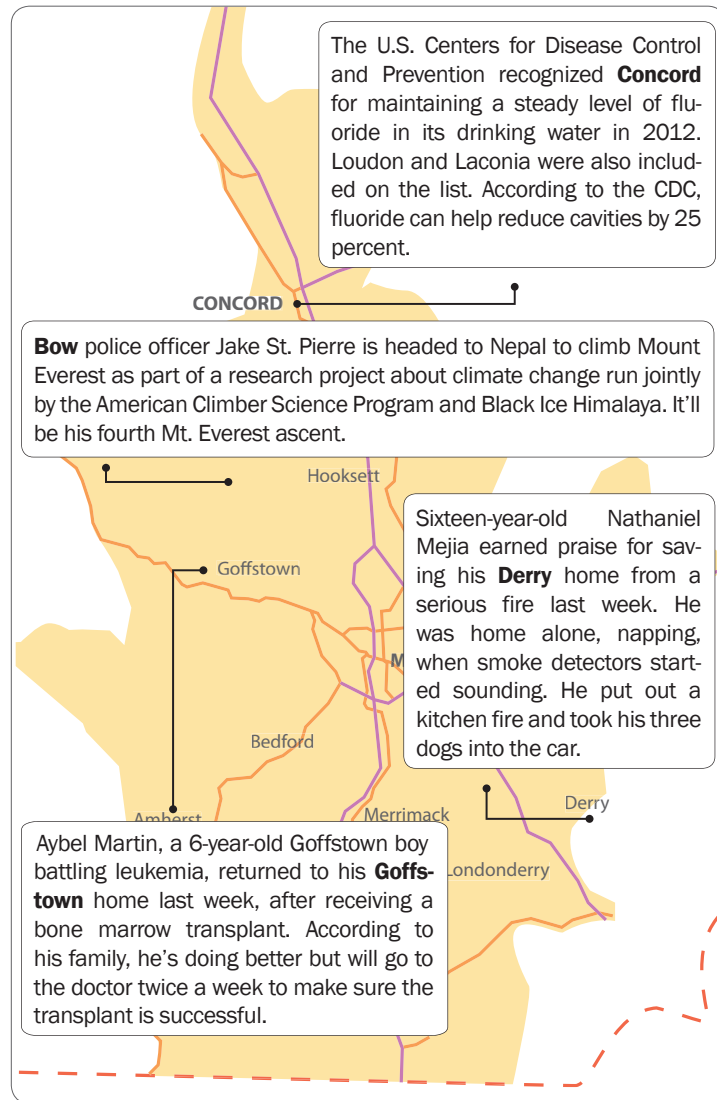 The U.S. Centers for Disease Control
and Prevention recognized Concord
for maintaining a steady level of flu-
oride in its drinking water in 2012.
Loudon and Laconia were also includ-
ed on the list. According to the CDC,
fluoride can help reduce cavities by 25
percent.
CONCORD
Bow police officer Jake St. Pierre is headed to Nepal to climb Mount
Everest as part of a research project about climate change run jointly
by the American Climber Science Program and Black Ice Himalaya. It’ll
be his fourth Mt. Everest ascent.
Hooksett
Goffstown
Sixteen-year-old Nathaniel
Mejia earned praise for sav-
ing his Derry home from a
serious fire last week. He
was home alone, napping,
when smoke detectors start-
ed sounding. He put out a
kitchen fire and took his three
dogs into the car.
Bedford
Amherst
Merrimack
Derry
Londonderry
Aybel Martin, a 6-year-old Goffstown boy
battling leukemia, returned to his Goffs-
town home last week, after receiving a
bone marrow transplant. According to
his family, he’s doing better but will go to
the doctor twice a week to make sure the
transplant is successful.